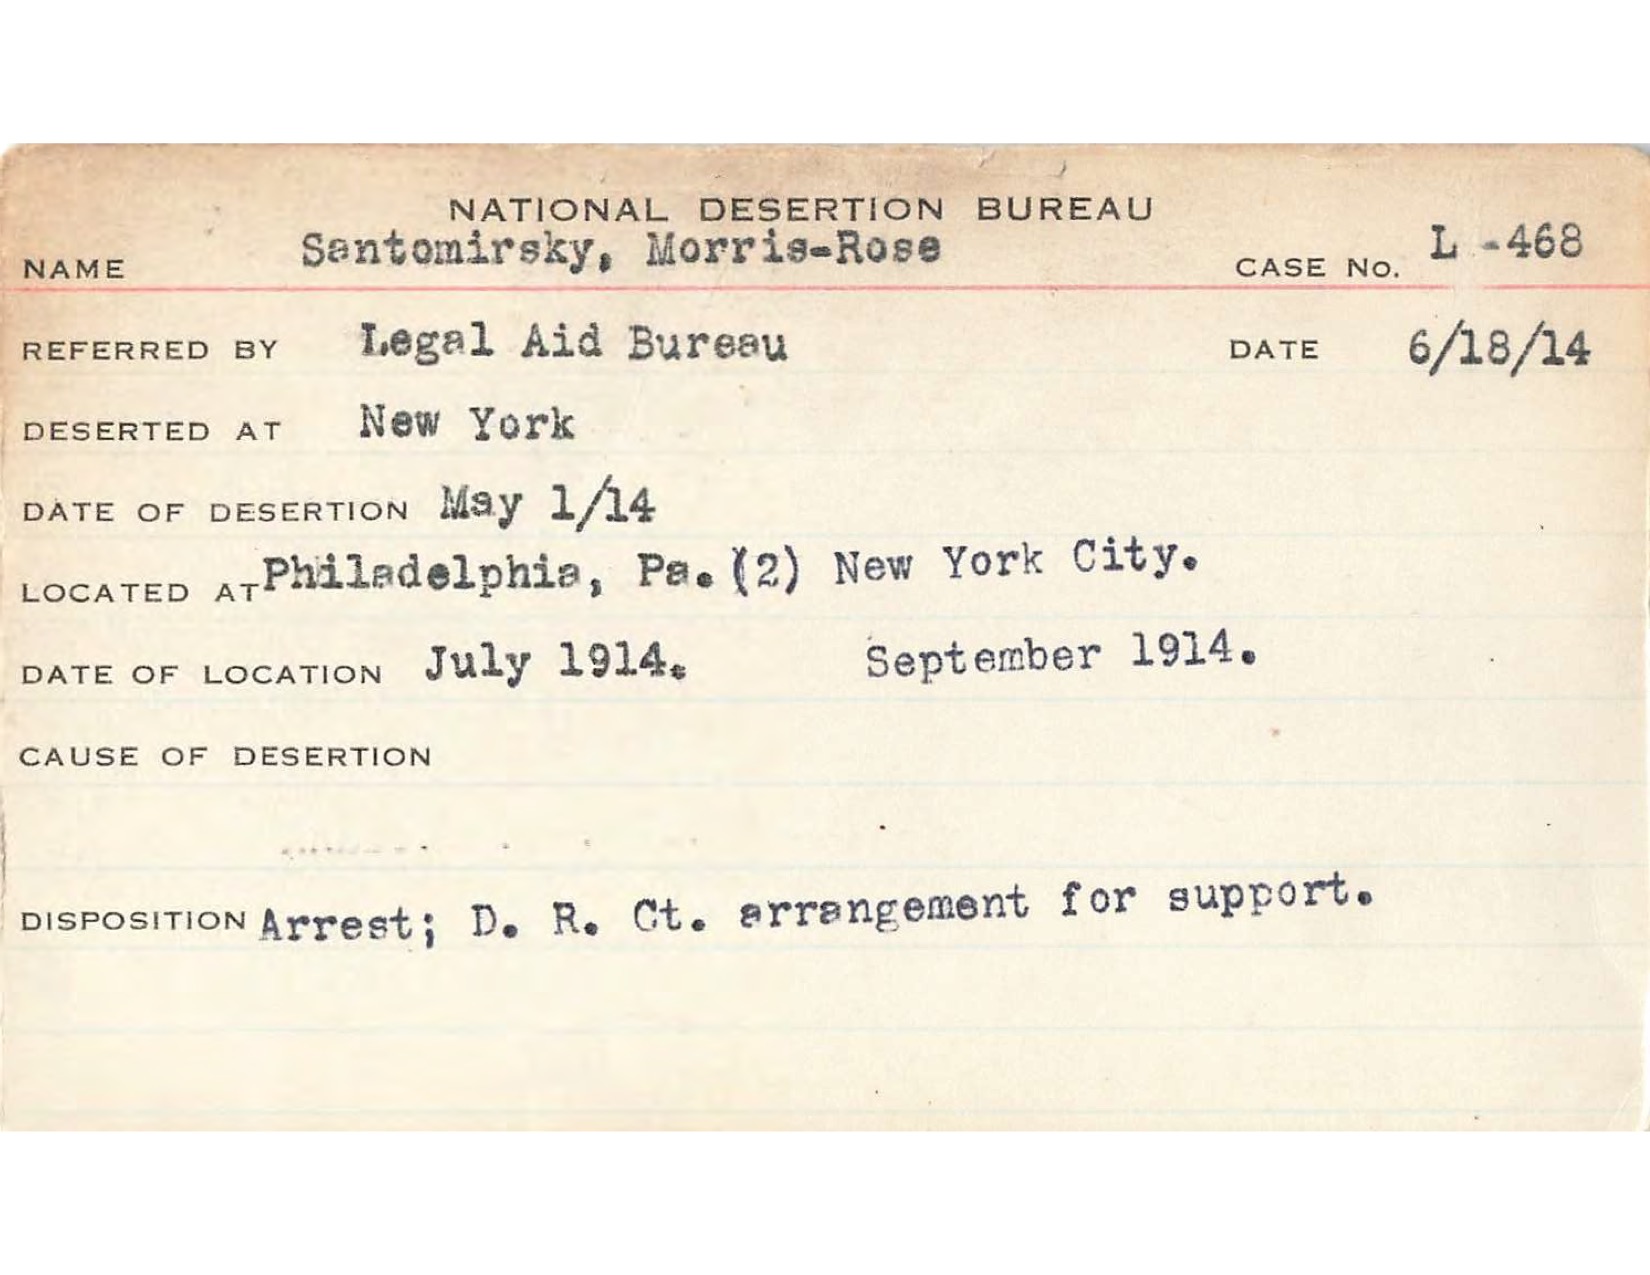 NATIONAL DESERTION BUREAU
NAME Santomirsky, Morris-Rose CASE No. L -468
REFERRED BY Legal Aid Bureau DATE 6/18/14
DESERTED AT New York
DATE OF DESERTION May 1/14
LOCATED AT Philadelphia, Pa. (2) New York City.
DATE OF LOCATION July 1914. September 1914.
CAUSE OF DESERTION
DISPOSITION Arrest; D. R. Ct. arrangement for support.